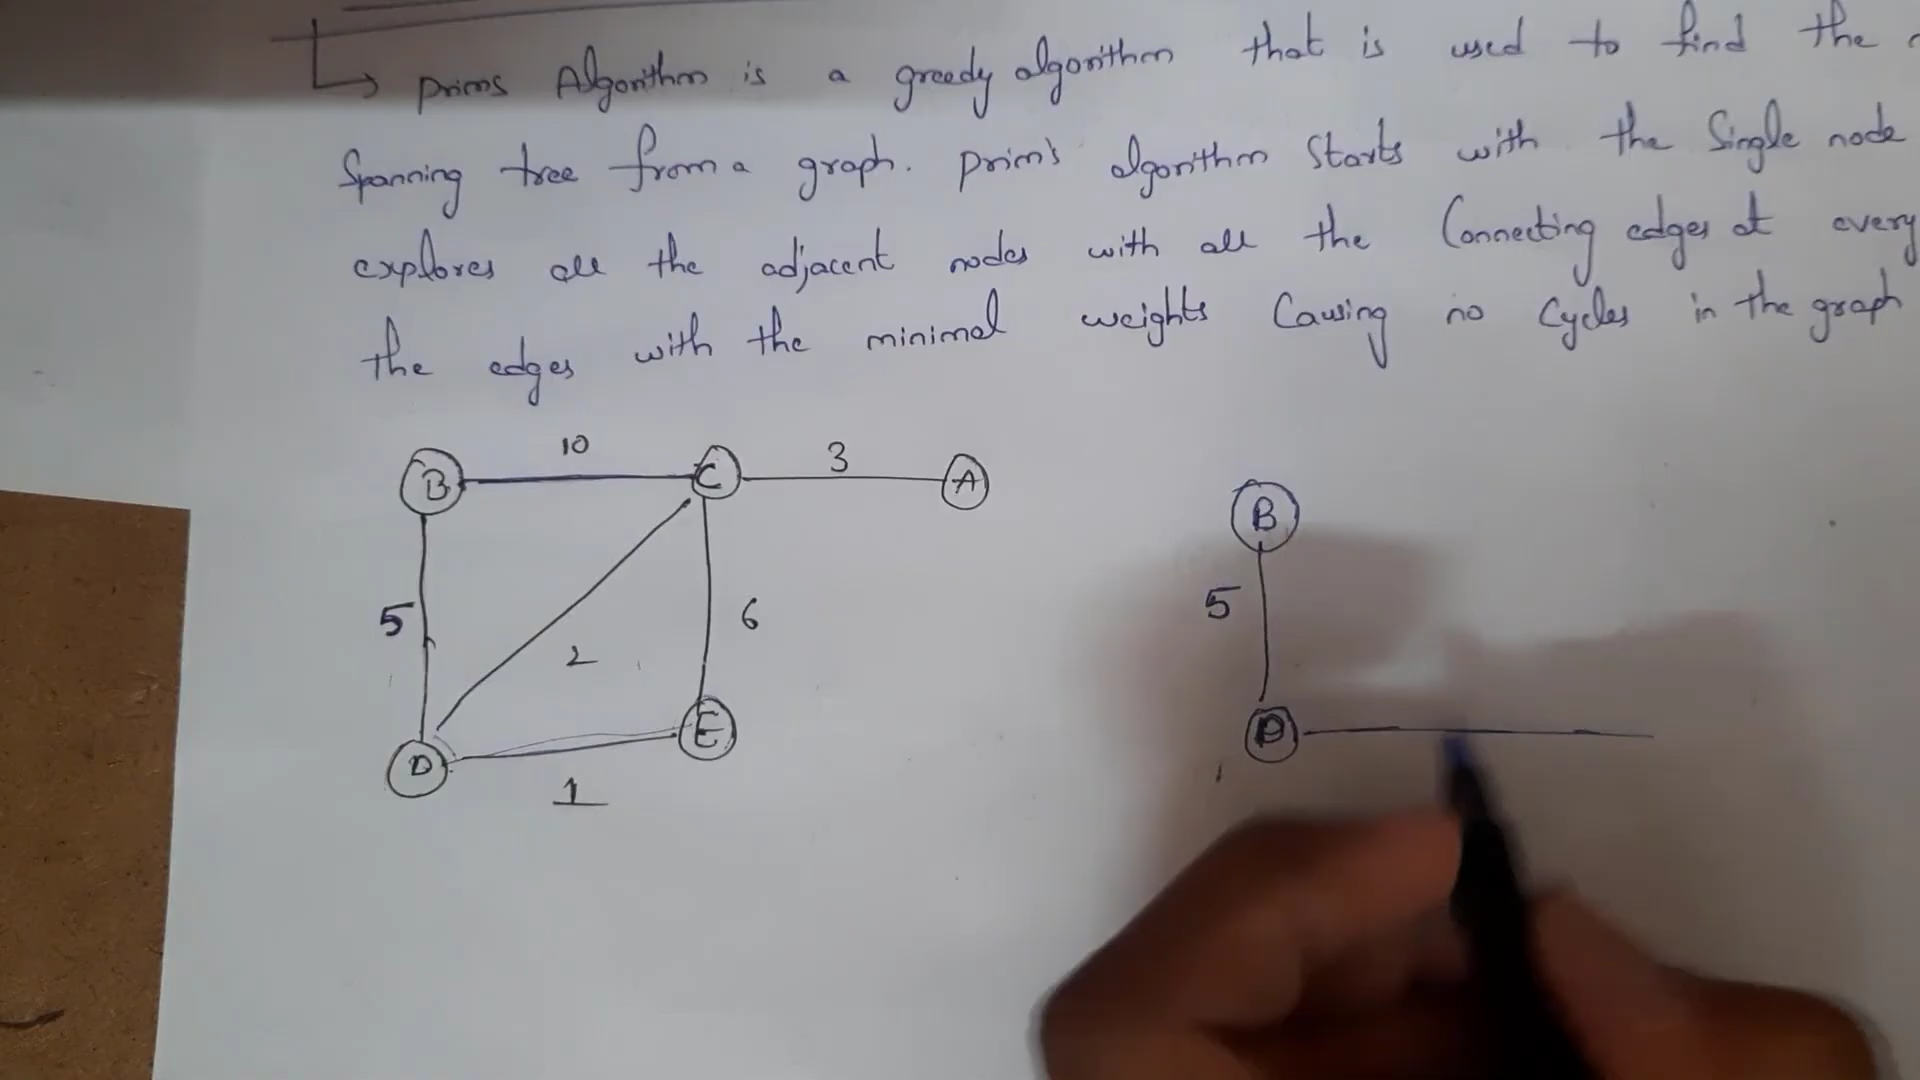 Prims Algorithm is a greedy algorithm that is used to find the
Spanning tree from a graph. Prim's algorithm Starts with the Single node
explores all the adjacent nodes with all the Connecting edges at every
the edges with the minimal weights Causing no Cycles in the graph
10
3
B
C
A
B
5
6
5
2
E
D
D
1